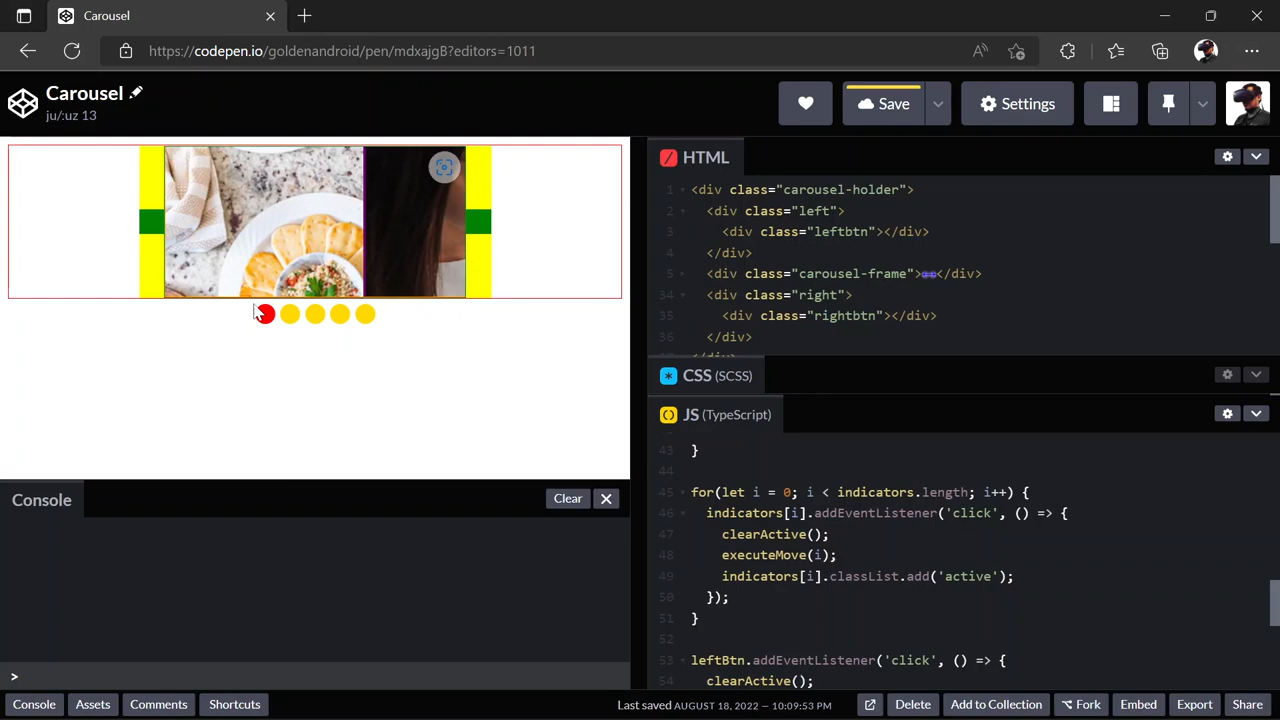 Carousel
https://codepen.io/goldenandroid/pen/mdxajgB?editors=1011
Carousel
ju/:uz 13
Save
Settings
HTML
1 <div class="carousel-holder">
2 <div class="left">
3 <div class="leftbtn"></div>
4 </div>
5 <div class="carousel-frame"></div>
34 <div class="right">
35 <div class="rightbtn"></div>
36 </div>
CSS (SCSS)
JS (TypeScript)
43 }
44
45 for(let i = 0; i < indicators.length; i++) {
46 indicators[i].addEventListener('click', () => {
47 clearActive();
48 executeMove(i);
49 indicators[i].classList.add('active');
50 });
51 }
52
53 leftBtn.addEventListener('click', () => {
54 clearActive();
Console
Clear
>
Console Assets Comments Shortcuts
Last saved AUGUST 18, 2022 — 10:09:53 PM
Delete Add to Collection Fork Embed Export Share